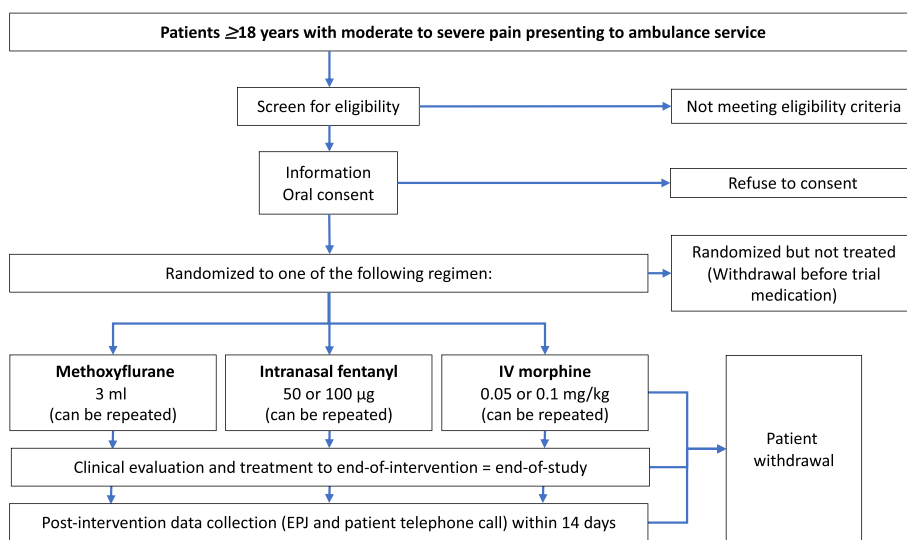 Patients ≥18 years with moderate to severe pain presenting to ambulance service
Screen for eligibility
Not meeting eligibility criteria
Information
Oral consent
Refuse to consent
Randomized to one of the following regimen:
Randomized but not treated
(Withdrawal before trial
medication)
Methoxyflurane
3 ml
(can be repeated)
Intranasal fentanyl
50 or 100 µg
(can be repeated)
IV morphine
0.05 or 0.1 mg/kg
(can be repeated)
Patient
withdrawal
Clinical evaluation and treatment to end-of-intervention = end-of-study
Post-intervention data collection (EPJ and patient telephone call) within 14 days